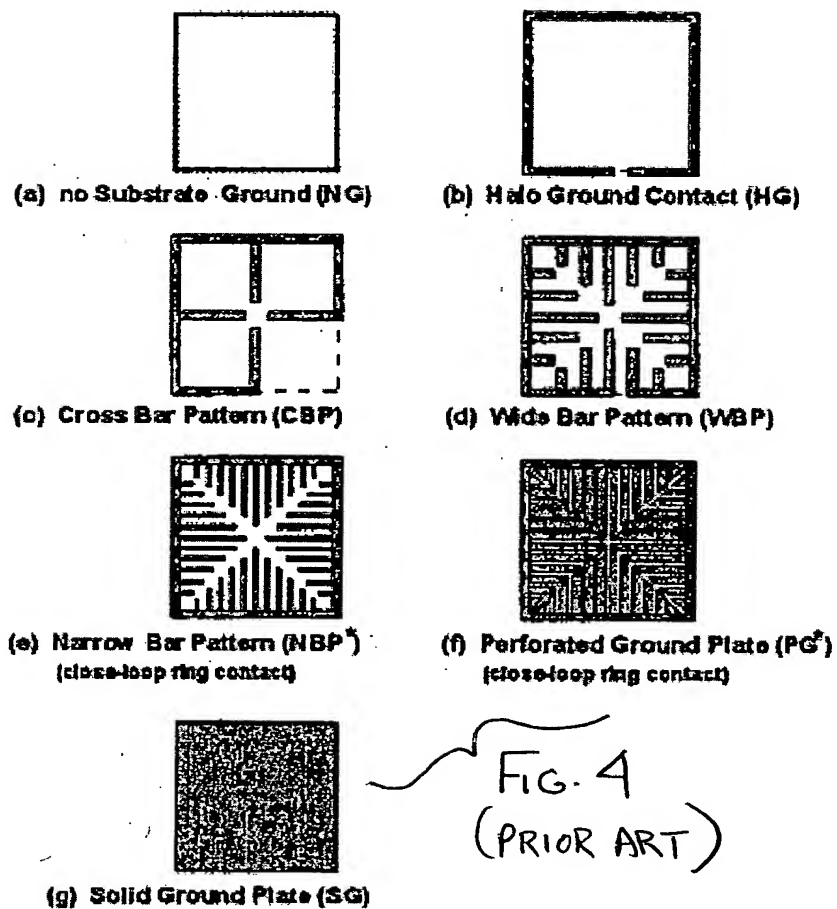 (a) no Substrate Ground (NG)
(b) Halo Ground Contact (HG)
(c) Cross Bar Pattern (CBP)
(d) Wide Bar Pattern (WBP)
(e) Narrow Bar Pattern (NBP*)
(close-loop ring contact)
(f) Perforated Ground Plate (PG*)
(close-loop ring contact)
(g) Solid Ground Plate (SG)
FIG. 4
(PRIOR ART)